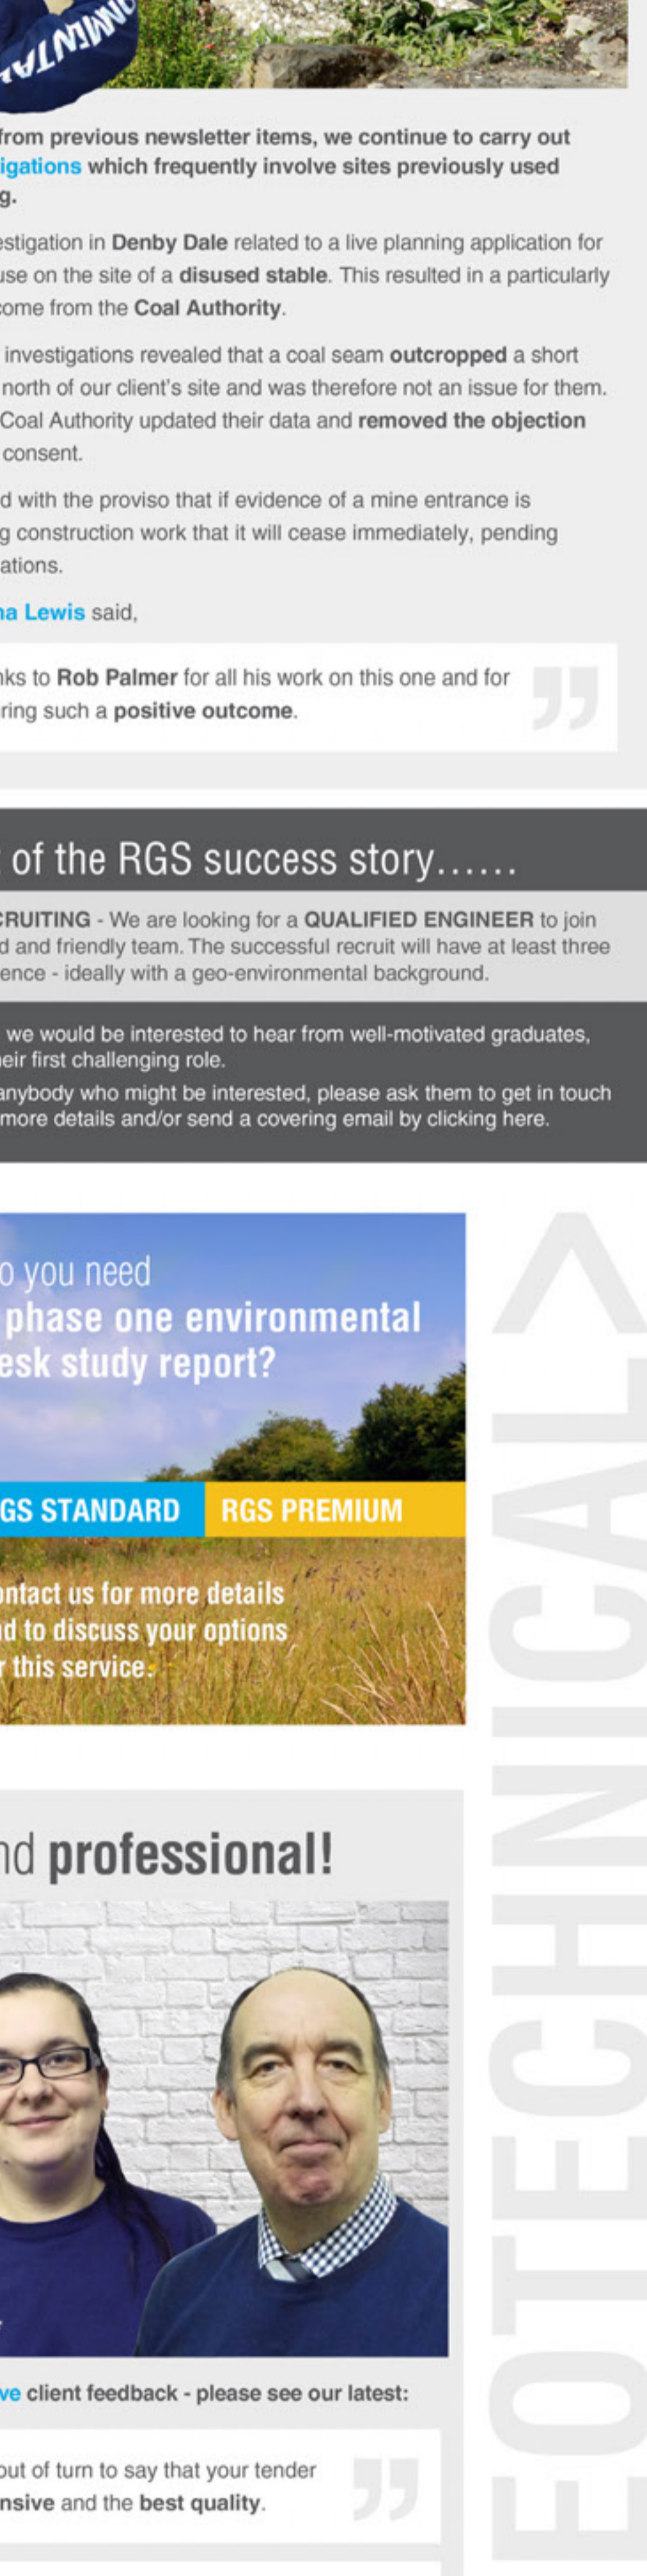 NMENTAL
from previous newsletter items, we continue to carry out
igations which frequently involve sites previously used
g.
estigation in Denby Dale related to a live planning application for
use on the site of a disused stable. This resulted in a particularly
come from the Coal Authority.
investigations revealed that a coal seam outcropped a short
north of our client's site and was therefore not an issue for them.
Coal Authority updated their data and removed the objection
consent.
d with the proviso that if evidence of a mine entrance is
g construction work that it will cease immediately, pending
ations.
na Lewis said,
nks to Rob Palmer for all his work on this one and for
ring such a positive outcome.
”
t of the RGS success story......
CRUITING - We are looking for a QUALIFIED ENGINEER to join
d and friendly team. The successful recruit will have at least three
ence - ideally with a geo-environmental background.
we would be interested to hear from well-motivated graduates,
eir first challenging role.
anybody who might be interested, please ask them to get in touch
more details and/or send a covering email by clicking here.
o you need
phase one environmental
esk study report?
GS STANDARD
RGS PREMIUM
ontact us for more details
nd to discuss your options
r this service.
EOTECHNICAL>
nd professional!
ve client feedback - please see our latest:
out of turn to say that your tender
nsive and the best quality.
”